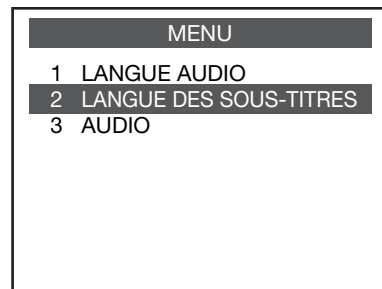 MENU
1 LANGUE AUDIO
2 LANGUE DES SOUS-TITRES
3 AUDIO